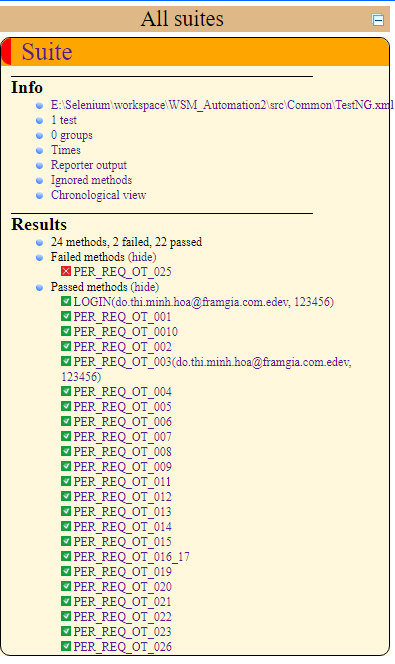 All suites
Suite
Info
E:\Selenium\workspace\WSM_Automation2\src\Common\TestNG.xml
1 test
0 groups
Times
Reporter output
Ignored methods
Chronological view
Results
24 methods, 2 failed, 22 passed
Failed methods (hide)
PER_REQ_OT_025
Passed methods (hide)
LOGIN(do.thi.minh.hoa@framgia.com.edev, 123456)
PER_REQ_OT_001
PER_REQ_OT_0010
PER_REQ_OT_002
PER_REQ_OT_003(do.thi.minh.hoa@framgia.com.edev,
123456)
PER_REQ_OT_004
PER_REQ_OT_005
PER_REQ_OT_006
PER_REQ_OT_007
PER_REQ_OT_008
PER_REQ_OT_009
PER_REQ_OT_011
PER_REQ_OT_012
PER_REQ_OT_013
PER_REQ_OT_014
PER_REQ_OT_015
PER_REQ_OT_016_17
PER_REQ_OT_019
PER_REQ_OT_020
PER_REQ_OT_021
PER_REQ_OT_022
PER_REQ_OT_023
PER_REQ_OT_026